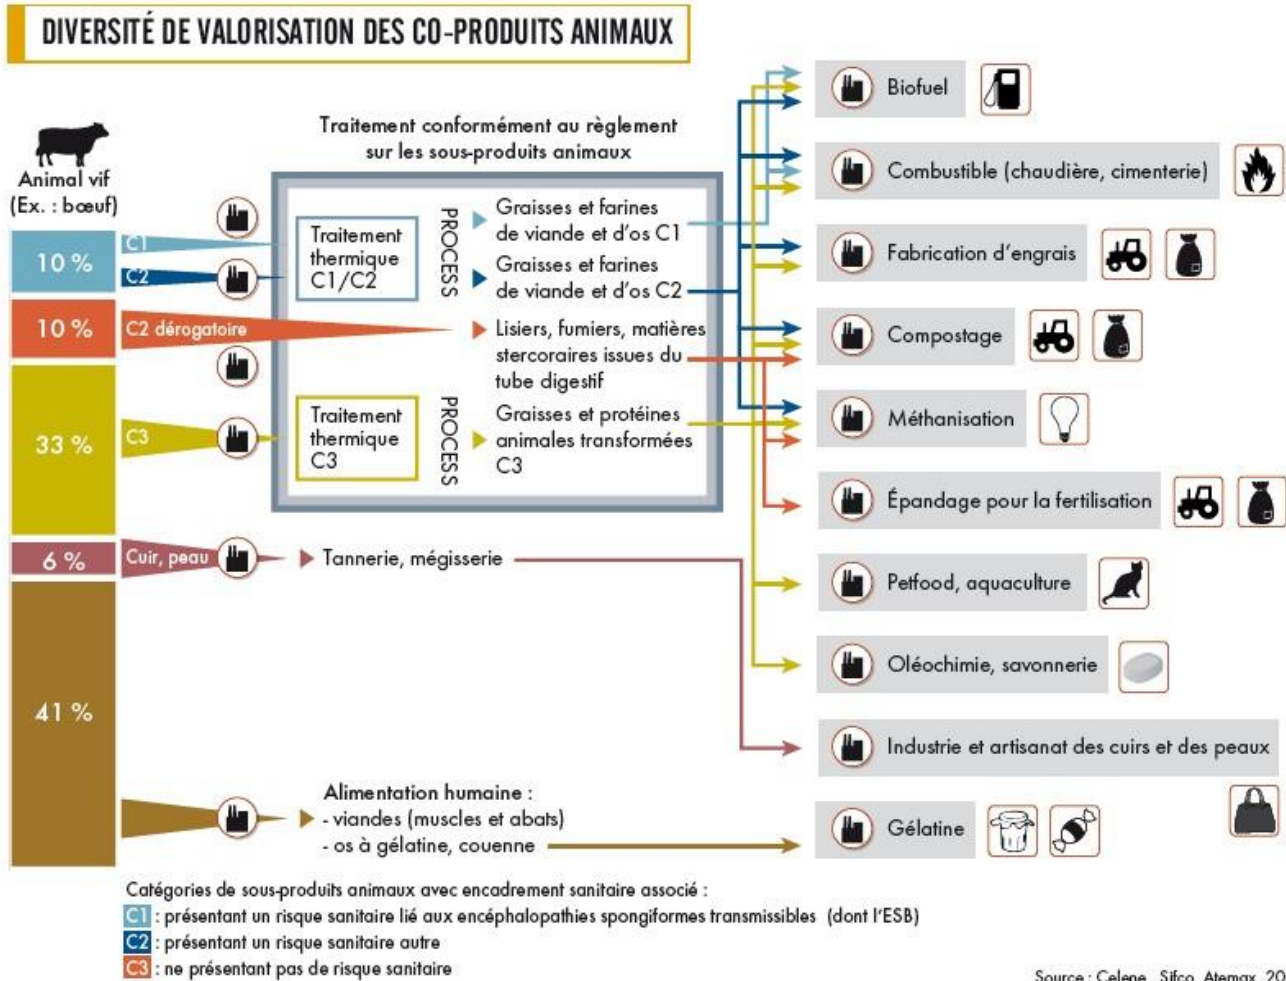 DIVERSITÉ DE VALORISATION DES CO-PRODUITS ANIMAUX
Animal vif
(Ex. : bœuf)
10 %
10 %
33 %
6 %
41 %
C1
C2
C2 dérogatoire
C3
Cuir, peau
Traitement conformément au règlement
sur les sous-produits animaux
Traitement
thermique
C1/C2
PROCESS
Graisses et farines
de viande et d'os C1
Graisses et farines
de viande et d'os C2
Lisiers, fumiers, matières
stercoraires issues du
tube digestif
Traitement
thermique
C3
PROCESS
Graisses et protéines
animales transformées
C3
Tannerie, mégisserie
Alimentation humaine :
- viandes (muscles et abats)
- os à gélatine, couenne
Biofuel
Combustible (chaudière, cimenterie)
Fabrication d'engrais
Compostage
Méthanisation
Épandage pour la fertilisation
Petfood, aquaculture
Oléochimie, savonnerie
Industrie et artisanat des cuirs et des peaux
Gélatine
Catégories de sous-produits animaux avec encadrement sanitaire associé :
C1 : présentant un risque sanitaire lié aux encéphalopathies spongiformes transmissibles (dont l'ESB)
C2 : présentant un risque sanitaire autre
C3 : ne présentant pas de risque sanitaire
Source : Celene, Sifco, Atemax, 20